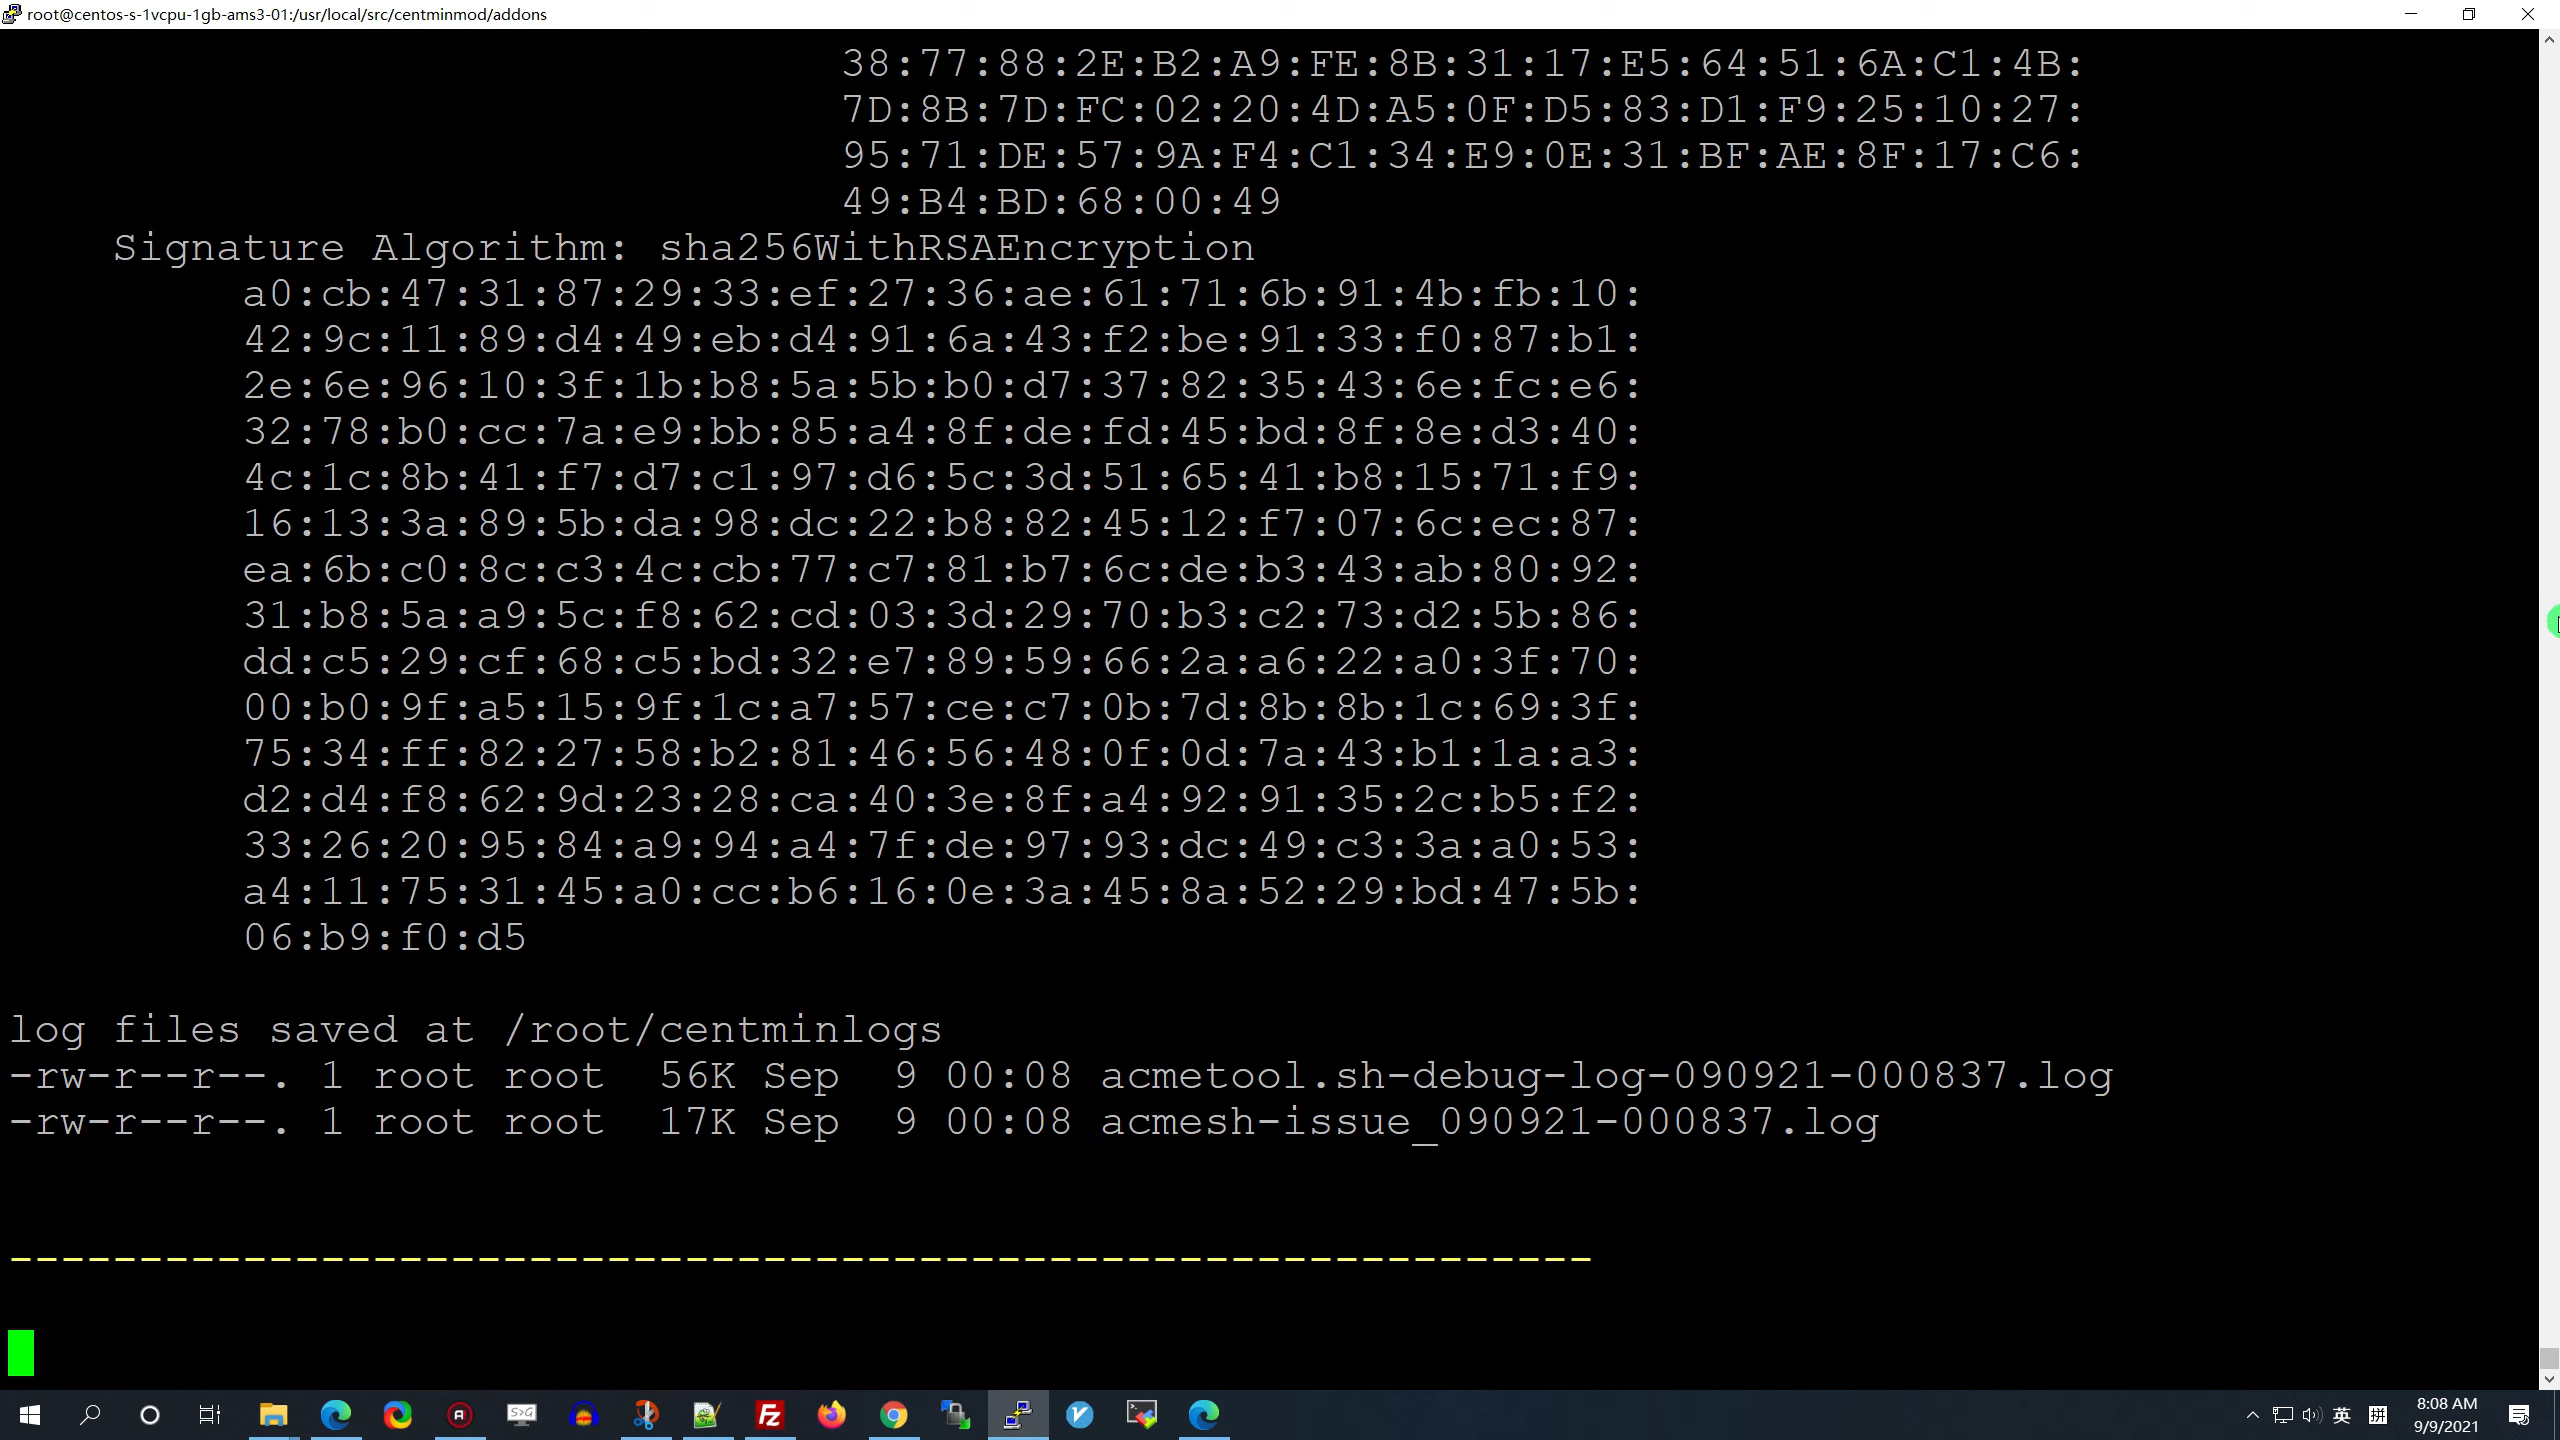 root@centos-s-1vcpu-1gb-ams3-01:/usr/local/src/centminmod/addons
38:77:88:2E:B2:A9:FE:8B:31:17:E5:64:51:6A:C1:4B:
7D:8B:7D:FC:02:20:4D:A5:0F:D5:83:D1:F9:25:10:27:
95:71:DE:57:9A:F4:C1:34:E9:0E:31:BF:AE:8F:17:C6:
49:B4:BD:68:00:49
Signature Algorithm: sha256WithRSAEncryption
a0:cb:47:31:87:29:33:ef:27:36:ae:61:71:6b:91:4b:fb:10:
42:9c:11:89:d4:49:eb:d4:91:6a:43:f2:be:91:33:f0:87:b1:
2e:6e:96:10:3f:1b:b8:5a:5b:b0:d7:37:82:35:43:6e:fc:e6:
32:78:b0:cc:7a:e9:bb:85:a4:8f:de:fd:45:bd:8f:8e:d3:40:
4c:1c:8b:41:f7:d7:c1:97:d6:5c:3d:51:65:41:b8:15:71:f9:
16:13:3a:89:5b:da:98:dc:22:b8:82:45:12:f7:07:6c:ec:87:
ea:6b:c0:8c:c3:4c:cb:77:c7:81:b7:6c:de:b3:43:ab:80:92:
31:b8:5a:a9:5c:f8:62:cd:03:3d:29:70:b3:c2:73:d2:5b:86:
dd:c5:29:cf:68:c5:bd:32:e7:89:59:66:2a:a6:22:a0:3f:70:
00:b0:9f:a5:15:9f:1c:a7:57:ce:c7:0b:7d:8b:8b:1c:69:3f:
75:34:ff:82:27:58:b2:81:46:56:48:0f:0d:7a:43:b1:1a:a3:
d2:d4:f8:62:9d:23:28:ca:40:3e:8f:a4:92:91:35:2c:b5:f2:
33:26:20:95:84:a9:94:a4:7f:de:97:93:dc:49:c3:3a:a0:53:
a4:11:75:31:45:a0:cc:b6:16:0e:3a:45:8a:52:29:bd:47:5b:
06:b9:f0:d5
log files saved at /root/centminlogs
-rw-r--r--. 1 root root 56K Sep 9 00:08 acmetool.sh-debug-log-090921-000837.log
-rw-r--r--. 1 root root 17K Sep 9 00:08 acmesh-issue_090921-000837.log
-------------------------------------------------------------
S>G
英
拼
8:08 AM
9/9/2021